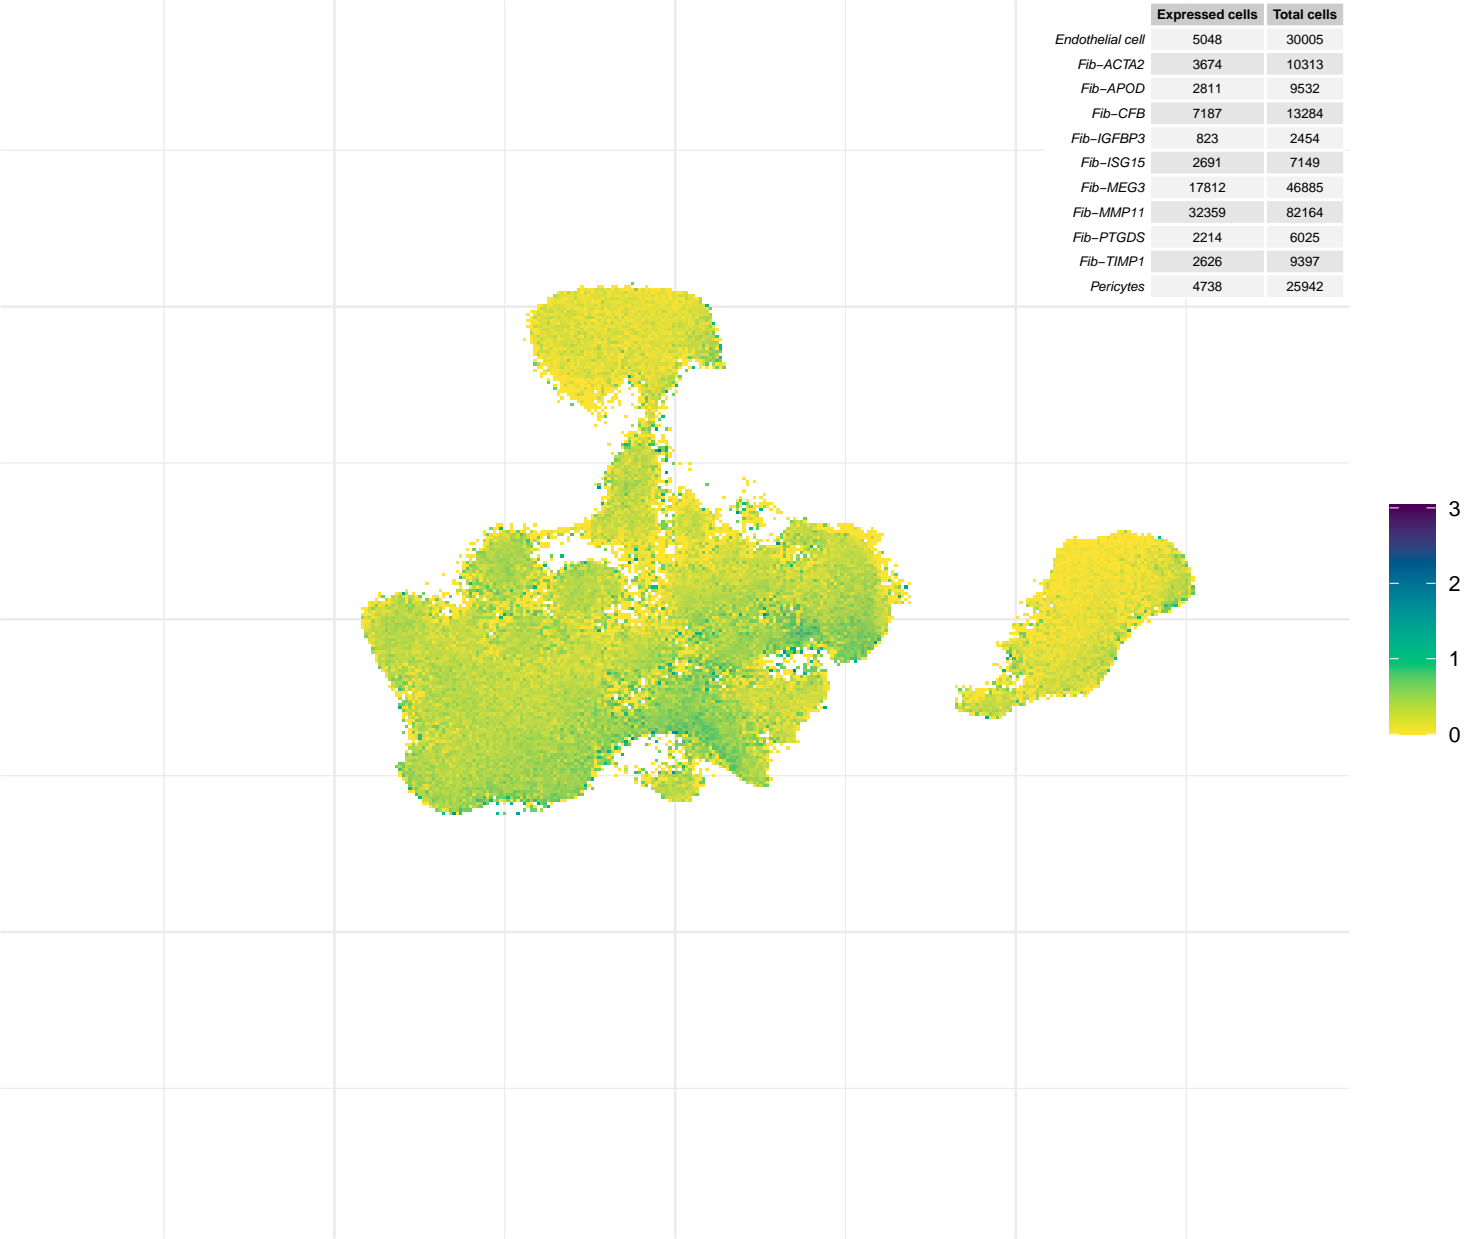 Expressed cells Total cells
Endothelial cell 5048 30005
Fib−ACTA2 3674 10313
Fib−APOD 2811 9532
Fib−CFB 7187 13284
Fib−IGFBP3 823 2454
Fib−ISG15 2691 7149
Fib−MEG3 17812 46885
Fib−MMP11 32359 82164
Fib−PTGDS 2214 6025
Fib−TIMP1 2626 9397
Pericytes 4738 25942
3
2
1
0